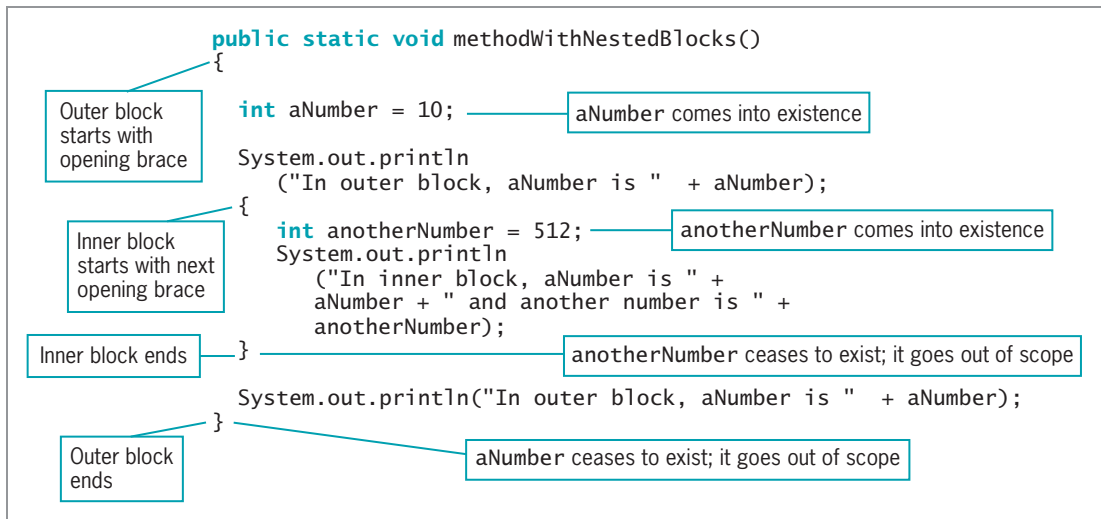 public static void methodWithNestedBlocks()
{
Outer block
starts with
opening brace
int aNumber = 10;
aNumber comes into existence
System.out.println
("In outer block, aNumber is "  + aNumber);
{
Inner block
starts with next
opening brace
int anotherNumber = 512;
anotherNumber comes into existence
System.out.println
("In inner block, aNumber is " +
aNumber + " and another number is " +
anotherNumber);
Inner block ends
}
anotherNumber ceases to exist; it goes out of scope
System.out.println("In outer block, aNumber is "  + aNumber);
}
Outer block
ends
aNumber ceases to exist; it goes out of scope